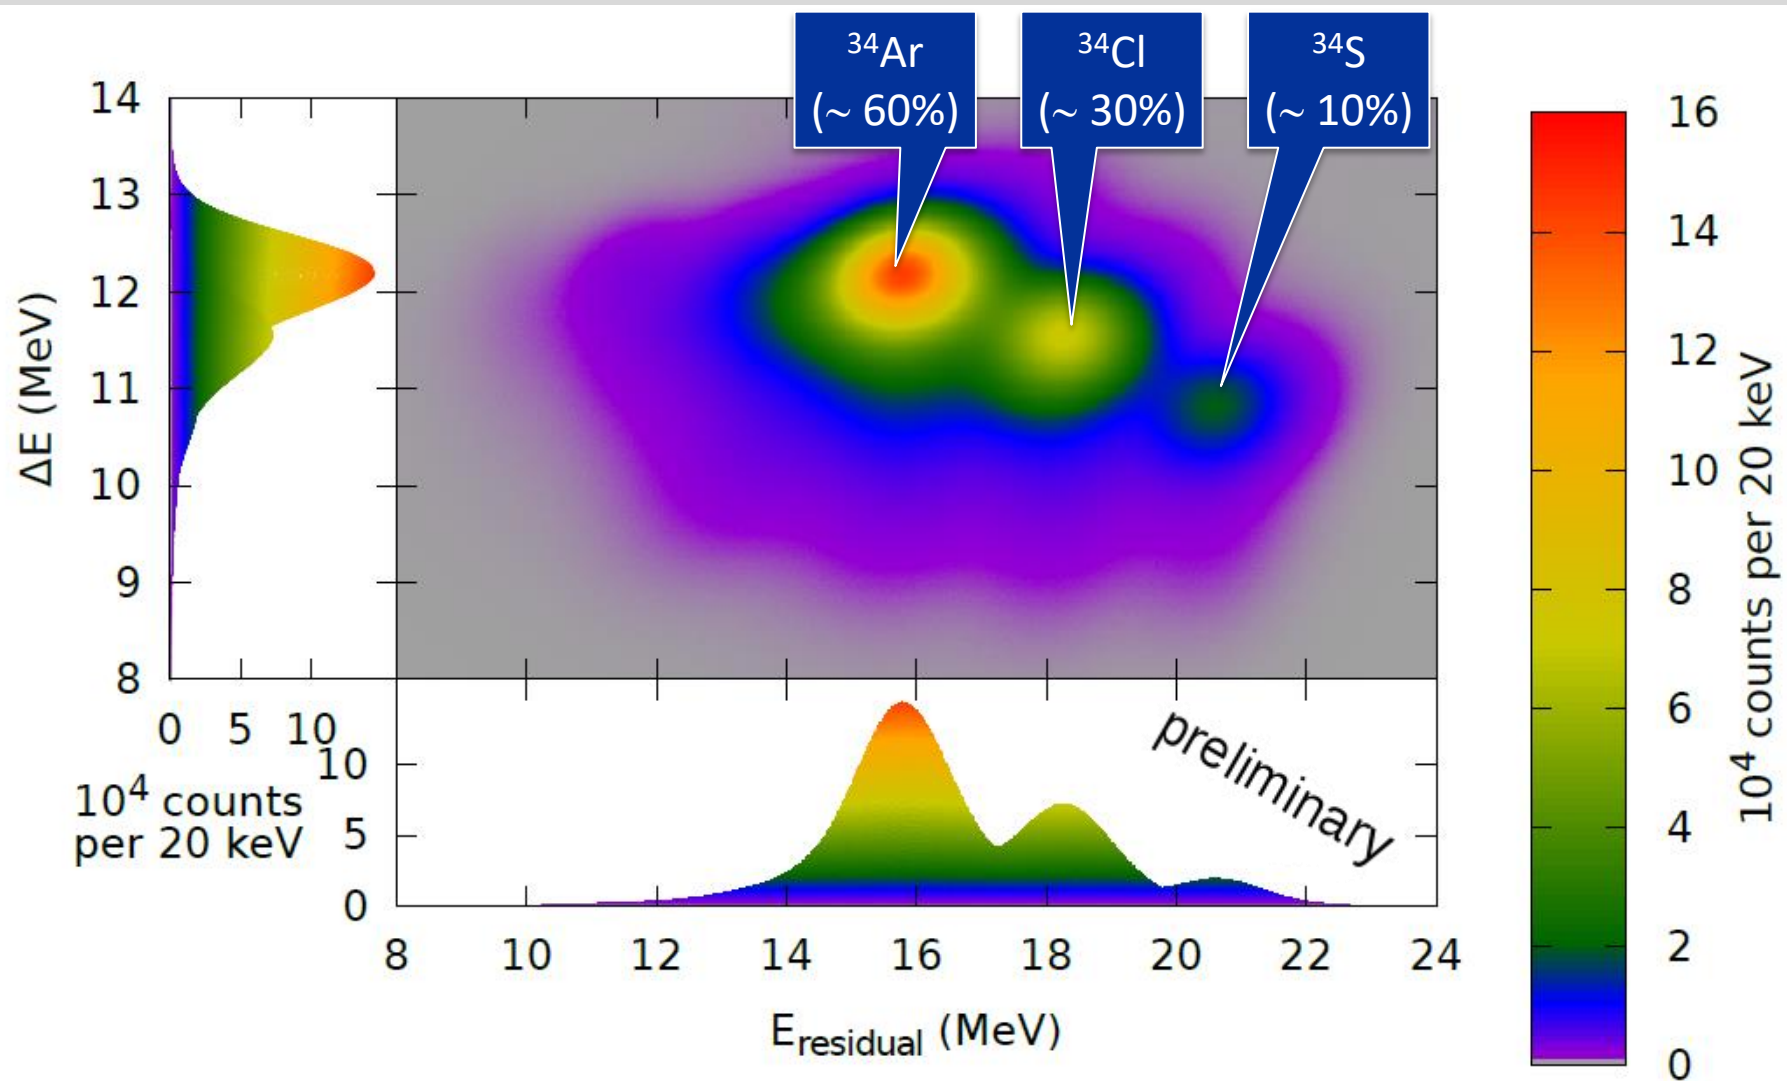 ³⁴Ar
(~ 60%)
³⁴Cl
(~ 30%)
³⁴S
(~ 10%)
14
13
12
11
10
9
8
ΔE (MeV)
0 5 10
10⁴ counts
per 20 keV
10
5
0
preliminary
8 10 12 14 16 18 20 22 24
E_residual (MeV)
16
14
12
10
8
6
4
2
0
10⁴ counts per 20 keV